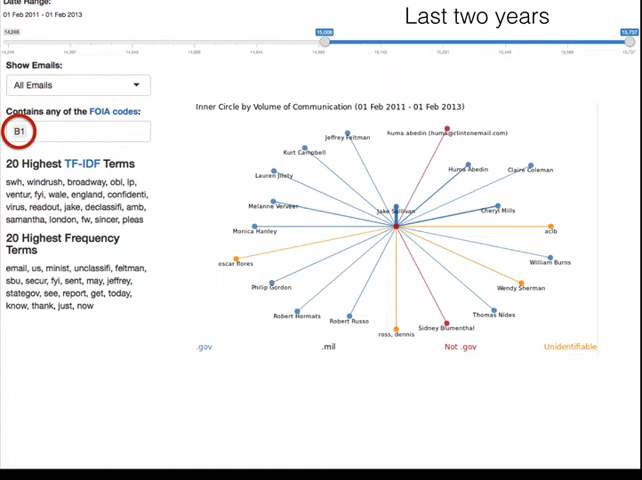 Date Range:
01 Feb 2011 - 01 Feb 2013
Last two years
14,248
15,008
15,737
Show Emails:
All Emails
Contains any of the FOIA codes:
B1
20 Highest TF-IDF Terms
swh, windrush, broadway, obl, lp,
ventur, fyi, wale, england, confidenti,
virus, readout, jake, declassifi, amb,
samantha, london, fw, sincer, pleas
20 Highest Frequency
Terms
email, us, minist, unclassifi, feltman,
sbu, secur, fyi, sent, may, jeffrey,
stategov, see, report, get, today,
know, thank, just, now
Inner Circle by Volume of Communication (01 Feb 2011 - 01 Feb 2013)
Jeffrey Feltman
huma abedin (huma@clintonemail.com)
Kurt Campbell
Lauren Jiloty
Huma Abedin
Claire Coleman
Melanne Verveer
Jake Sullivan
Cheryl Mills
Monica Hanley
acib
oscar flores
William Burns
Philip Gordon
Wendy Sherman
Robert Hormats
Robert Russo
ross, dennis
Sidney Blumenthal
Thomas Nides
.gov
.mil
Not .gov
Unidentifiable